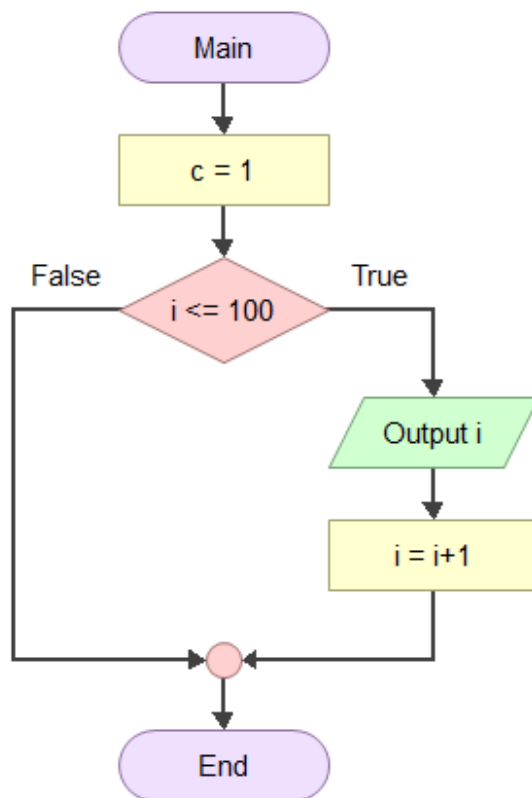 Main
c = 1
False
True
i <= 100
Output i
i = i+1
End